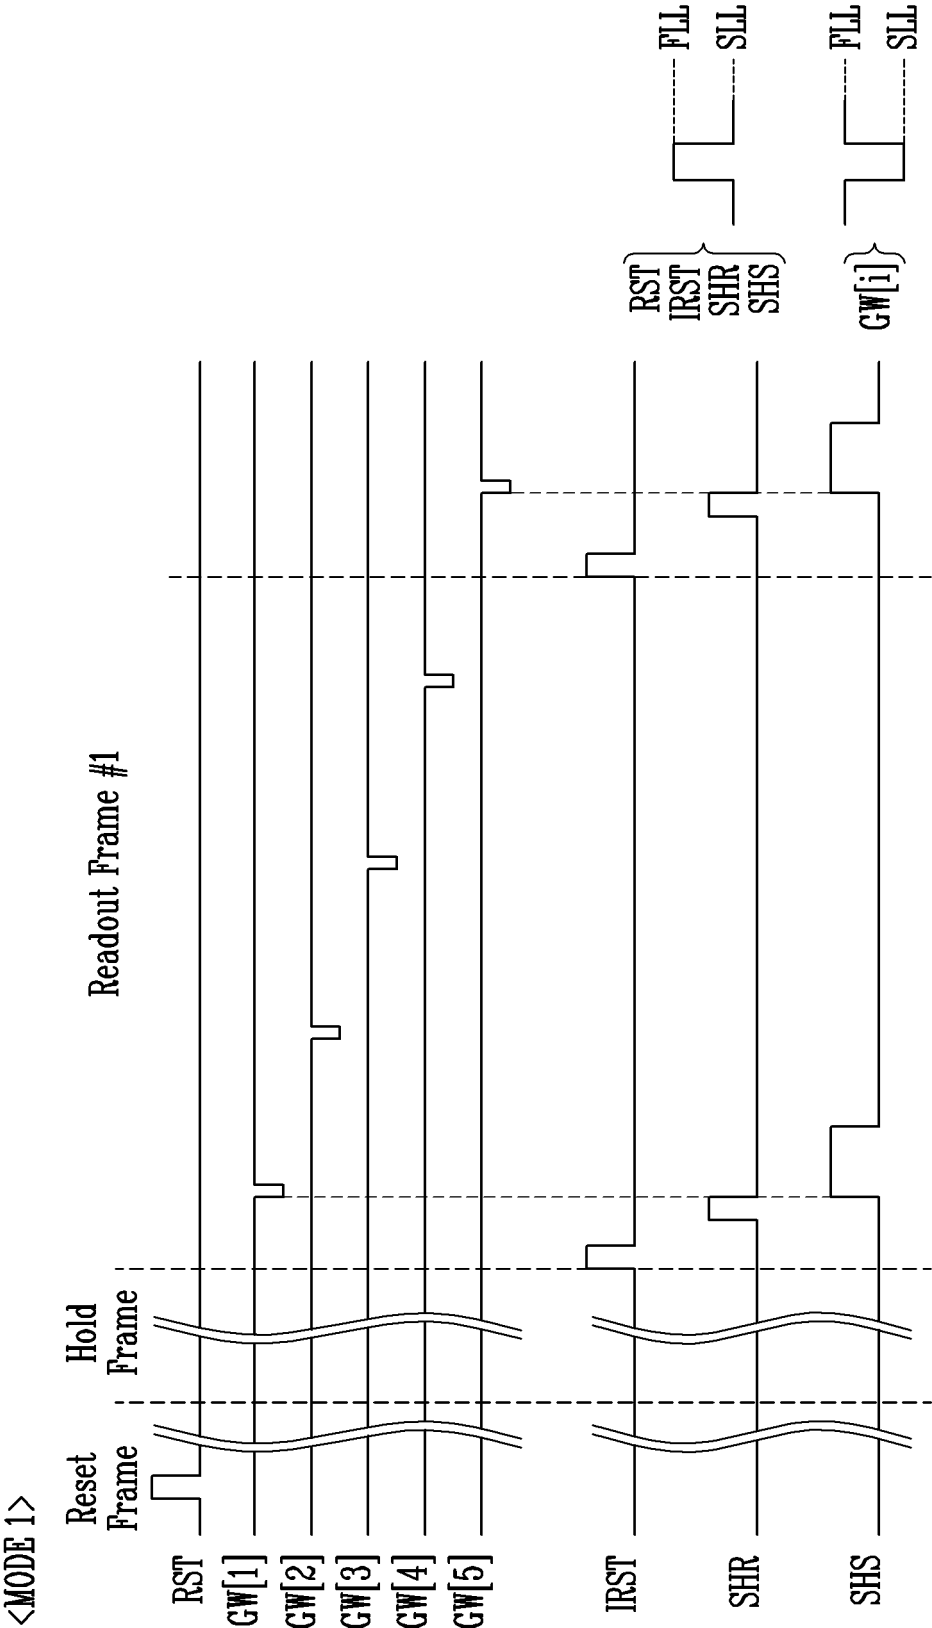 <MODE 1>
Reset
Frame
Hold
Frame
Readout Frame #1
RST
GW[1]
GW[2]
GW[3]
GW[4]
GW[5]
IRST
SHR
SHS
RST
IRST
SHR
SHS
FLL
SLL
GW[i]
FLL
SLL